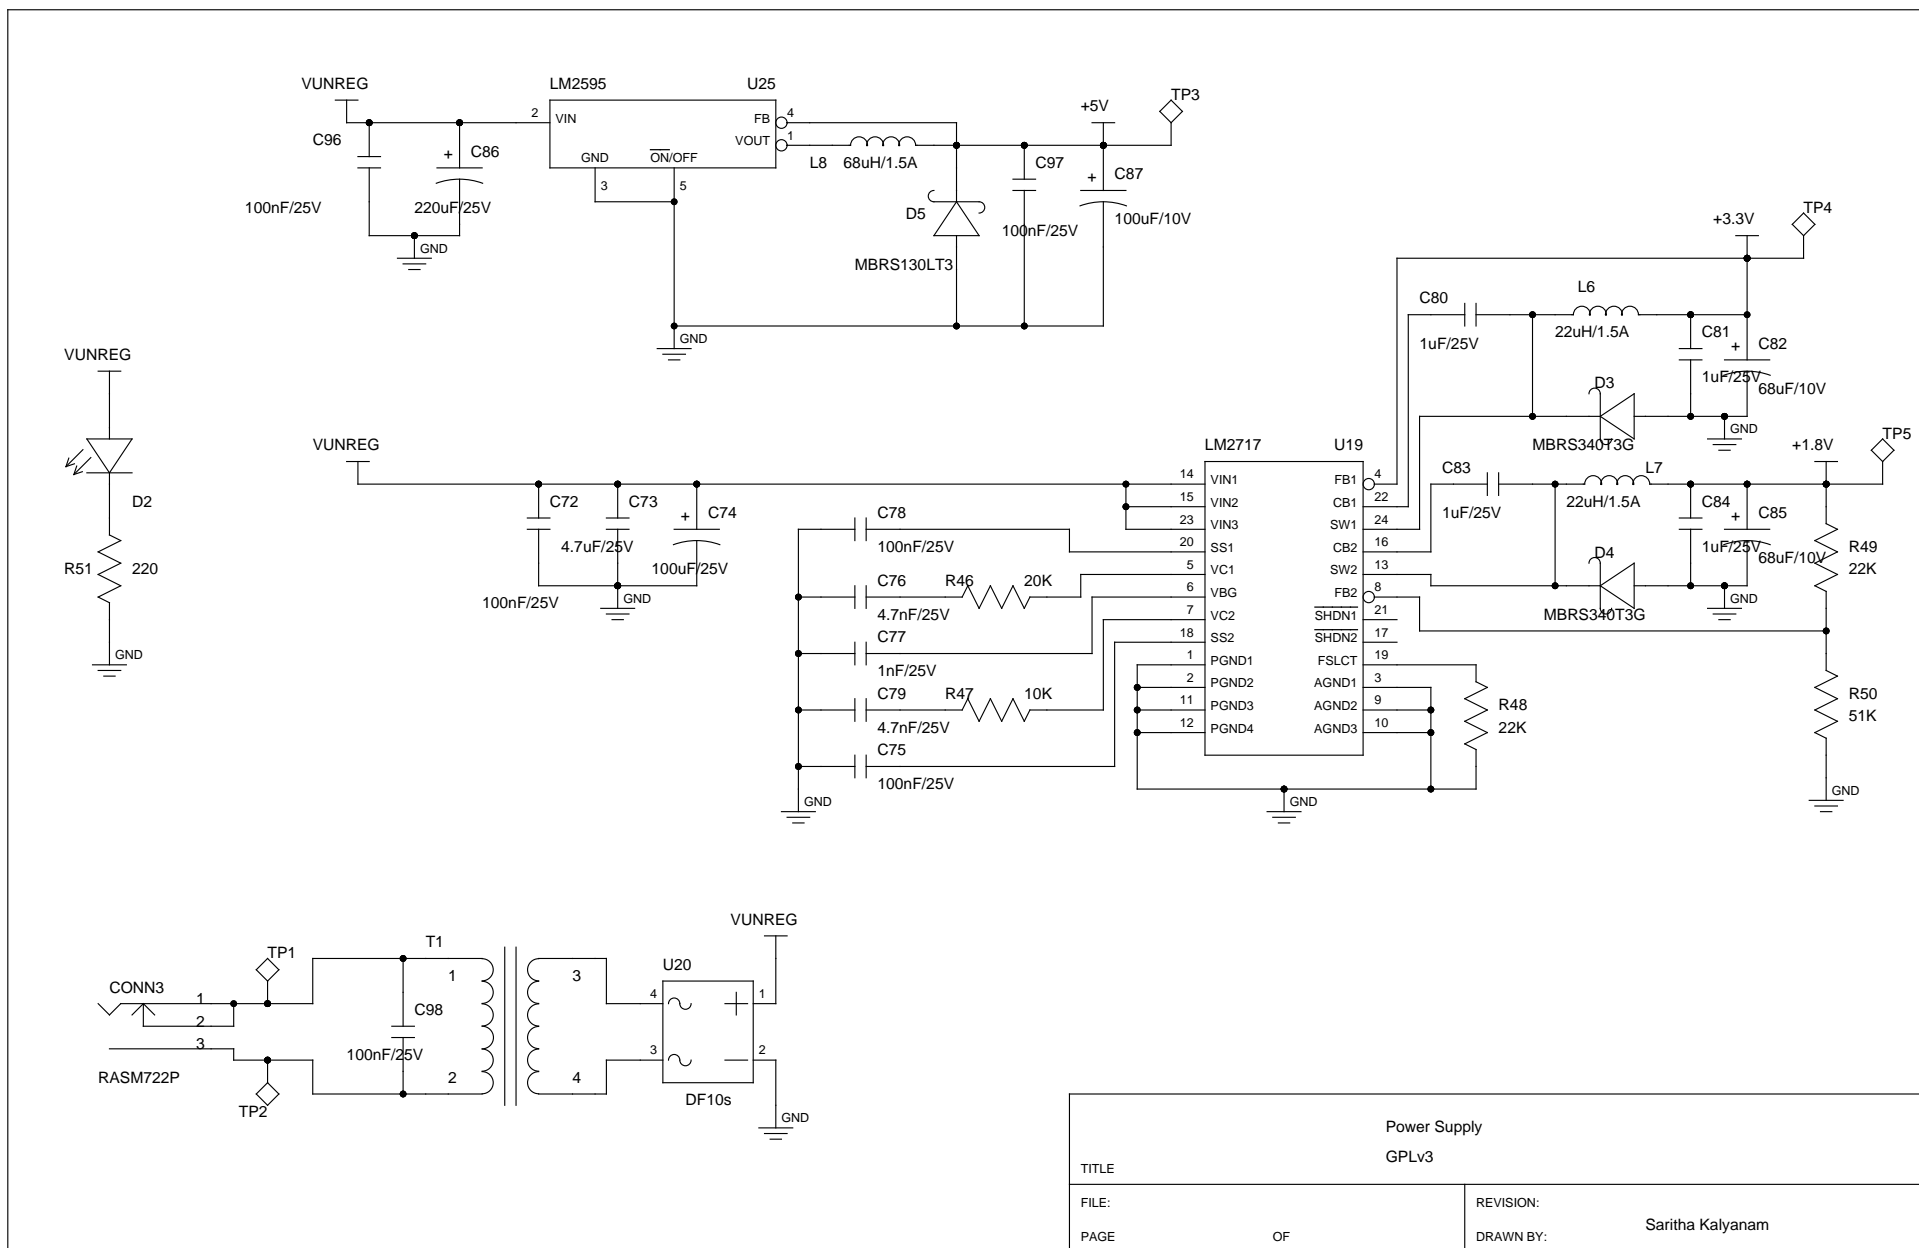 VUNREG
LM2595
U25
2
VIN
FB
4
VOUT
1
GND
ON/OFF
3
5
C96
100nF/25V
+
C86
220uF/25V
GND
L8
68uH/1.5A
+5V
TP3
D5
MBRS130LT3
C97
100nF/25V
+
C87
100uF/10V
GND
+3.3V
TP4
C80
1uF/25V
L6
22uH/1.5A
C81
1uF/25V
+
C82
68uF/10V
D3
MBRS340T3G
GND
VUNREG
D2
R51
220
GND
VUNREG
C72
100nF/25V
C73
4.7uF/25V
+
C74
100uF/25V
GND
LM2717
U19
14
VIN1
FB1
4
15
VIN2
CB1
22
23
VIN3
SW1
24
20
SS1
CB2
16
5
VC1
SW2
13
6
VBG
FB2
8
7
VC2
SHDN1
21
18
SS2
SHDN2
17
1
PGND1
FSLCT
19
2
PGND2
AGND1
3
11
PGND3
AGND2
9
12
PGND4
AGND3
10
C78
100nF/25V
C76
4.7nF/25V
R46
20K
C77
1nF/25V
C79
4.7nF/25V
R47
10K
C75
100nF/25V
GND
GND
R48
22K
C83
1uF/25V
L7
22uH/1.5A
+1.8V
TP5
C84
1uF/25V
+
C85
68uF/10V
D4
MBRS340T3G
GND
R49
22K
R50
51K
GND
CONN3
1
2
3
RASM722P
TP1
TP2
T1
1
2
C98
100nF/25V
3
4
U20
4
3
1
2
DF10s
VUNREG
GND
Power Supply
GPLv3
TITLE
FILE:
REVISION:
PAGE
OF
DRAWN BY:
Saritha Kalyanam